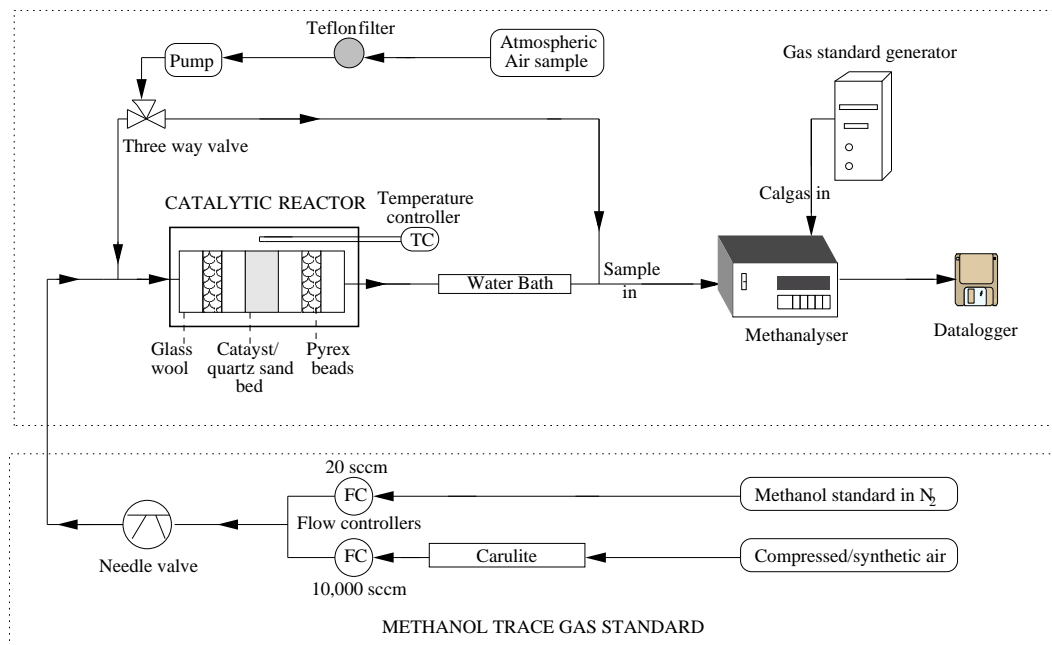 Teflon filter
Atmospheric
Air sample
Pump
Gas standard generator
Three way valve
Calgas in
CATALYTIC REACTOR
Temperature
controller
TC
Water Bath
Sample
in
Methanalyser
Datalogger
Glass
wool
Catayst/
quartz sand
bed
Pyrex
beads
20 sccm
FC
Methanol standard in N2
Flow controllers
Needle valve
FC
Carulite
Compressed/synthetic air
10,000 sccm
METHANOL TRACE GAS STANDARD